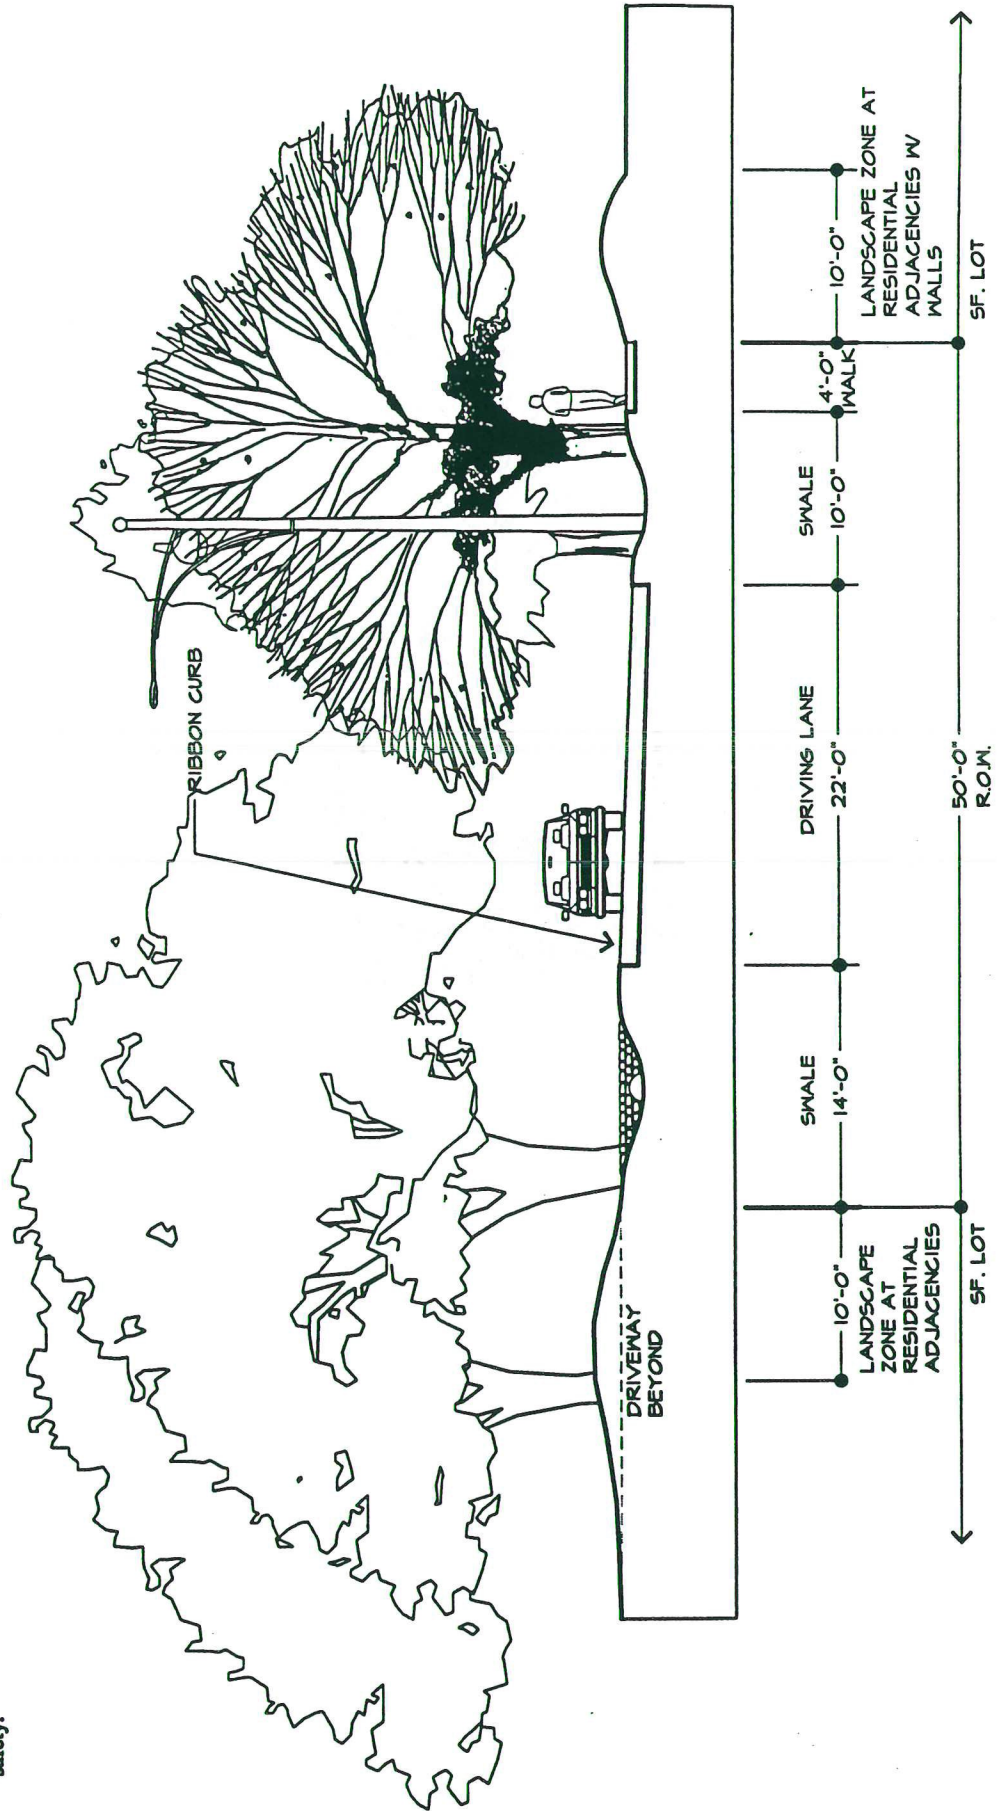 safety.
RIBBON CURB
DRIVEWAY
BEYOND
10'-0"
LANDSCAPE
ZONE AT
RESIDENTIAL
ADJACENCIES
SWALE
14'-0"
DRIVING LANE
22'-0"
SWALE
10'-0"
4'-0"
WALK
10'-0"
LANDSCAPE ZONE AT
RESIDENTIAL
ADJACENCIES W
WALLS
SF. LOT
50'-0"
R.O.W.
SF. LOT